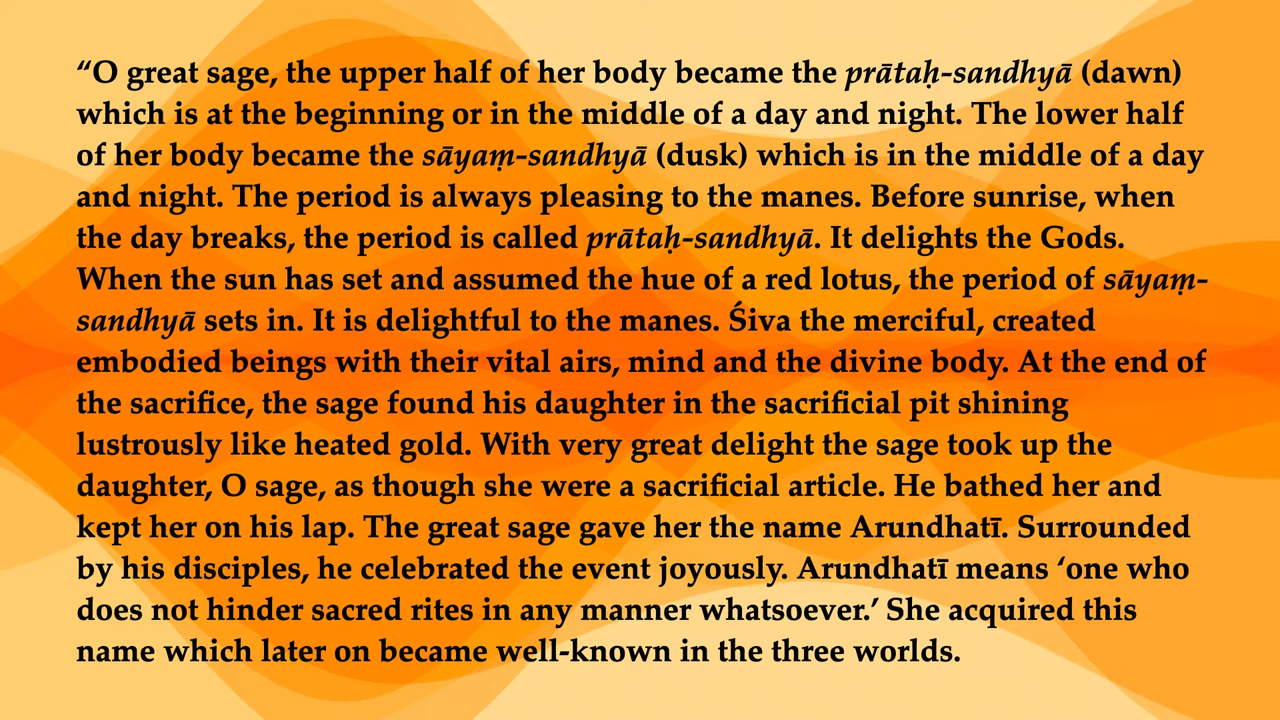 “O great sage, the upper half of her body became the prātaḥ-sandhyā (dawn)
which is at the beginning or in the middle of a day and night. The lower half
of her body became the sāyaṃ-sandhyā (dusk) which is in the middle of a day
and night. The period is always pleasing to the manes. Before sunrise, when
the day breaks, the period is called prātaḥ-sandhyā. It delights the Gods.
When the sun has set and assumed the hue of a red lotus, the period of sāyaṃ-
sandhyā sets in. It is delightful to the manes. Śiva the merciful, created
embodied beings with their vital airs, mind and the divine body. At the end of
the sacrifice, the sage found his daughter in the sacrificial pit shining
lustrously like heated gold. With very great delight the sage took up the
daughter, O sage, as though she were a sacrificial article. He bathed her and
kept her on his lap. The great sage gave her the name Arundhatī. Surrounded
by his disciples, he celebrated the event joyously. Arundhatī means ‘one who
does not hinder sacred rites in any manner whatsoever.’ She acquired this
name which later on became well-known in the three worlds.